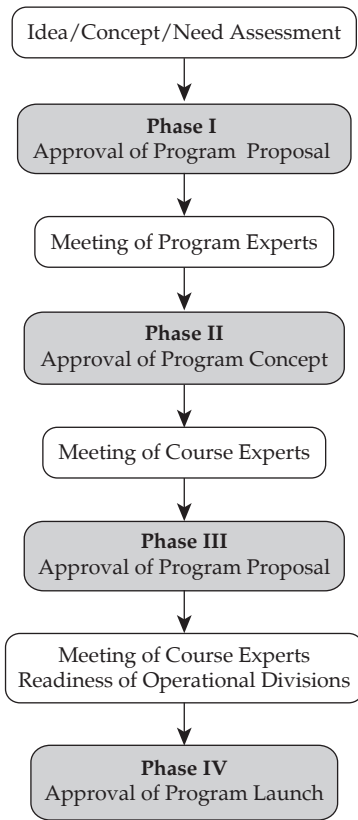 Idea/Concept/Need Assessment
Phase I
Approval of Program Proposal
Meeting of Program Experts
Phase II
Approval of Program Concept
Meeting of Course Experts
Phase III
Approval of Program Proposal
Meeting of Course Experts
Readiness of Operational Divisions
Phase IV
Approval of Program Launch